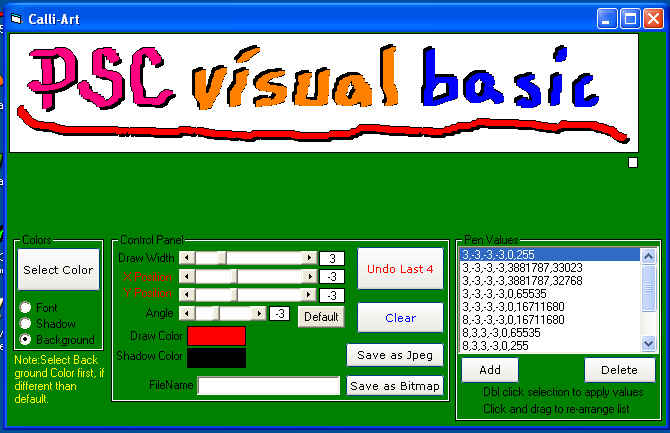 Calli-Art
PSC visual basic
Colors
Select Color
Font
Shadow
Background
Note:Select Back
ground Color first, if
different than
default.
Control Panel
Draw Width
3
-3
-3
Angle
-3
Default
Draw Color
Shadow Color
FileName
Undo Last 4
Clear
Save as Jpeg
Save as Bitmap
Pen Values
3,-3,-3,-3,0,255
3,-3,-3,-3,3881787,33023
3,-3,-3,-3,3881787,32768
3,-3,-3,-3,0,65535
3,-3,-3,-3,0,16711680
8,-3,-3,-3,0,16711680
8,3,3,-3,0,65535
8,3,3,-3,0,255
Add
Delete
Dbl click selection to apply values
Click and drag to re-arrange list